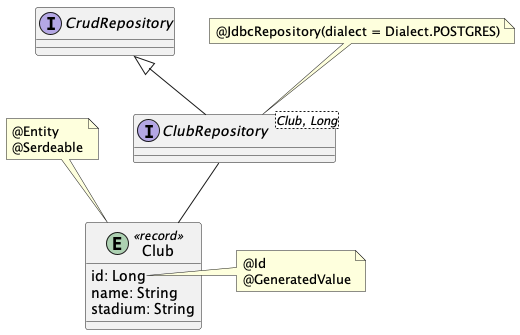 I CrudRepository
@JdbcRepository(dialect = Dialect.POSTGRES)
I ClubRepository
Club, Long
@Entity
@Serdeable
E «record»
Club
id: Long
name: String
stadium: String
@Id
@GeneratedValue